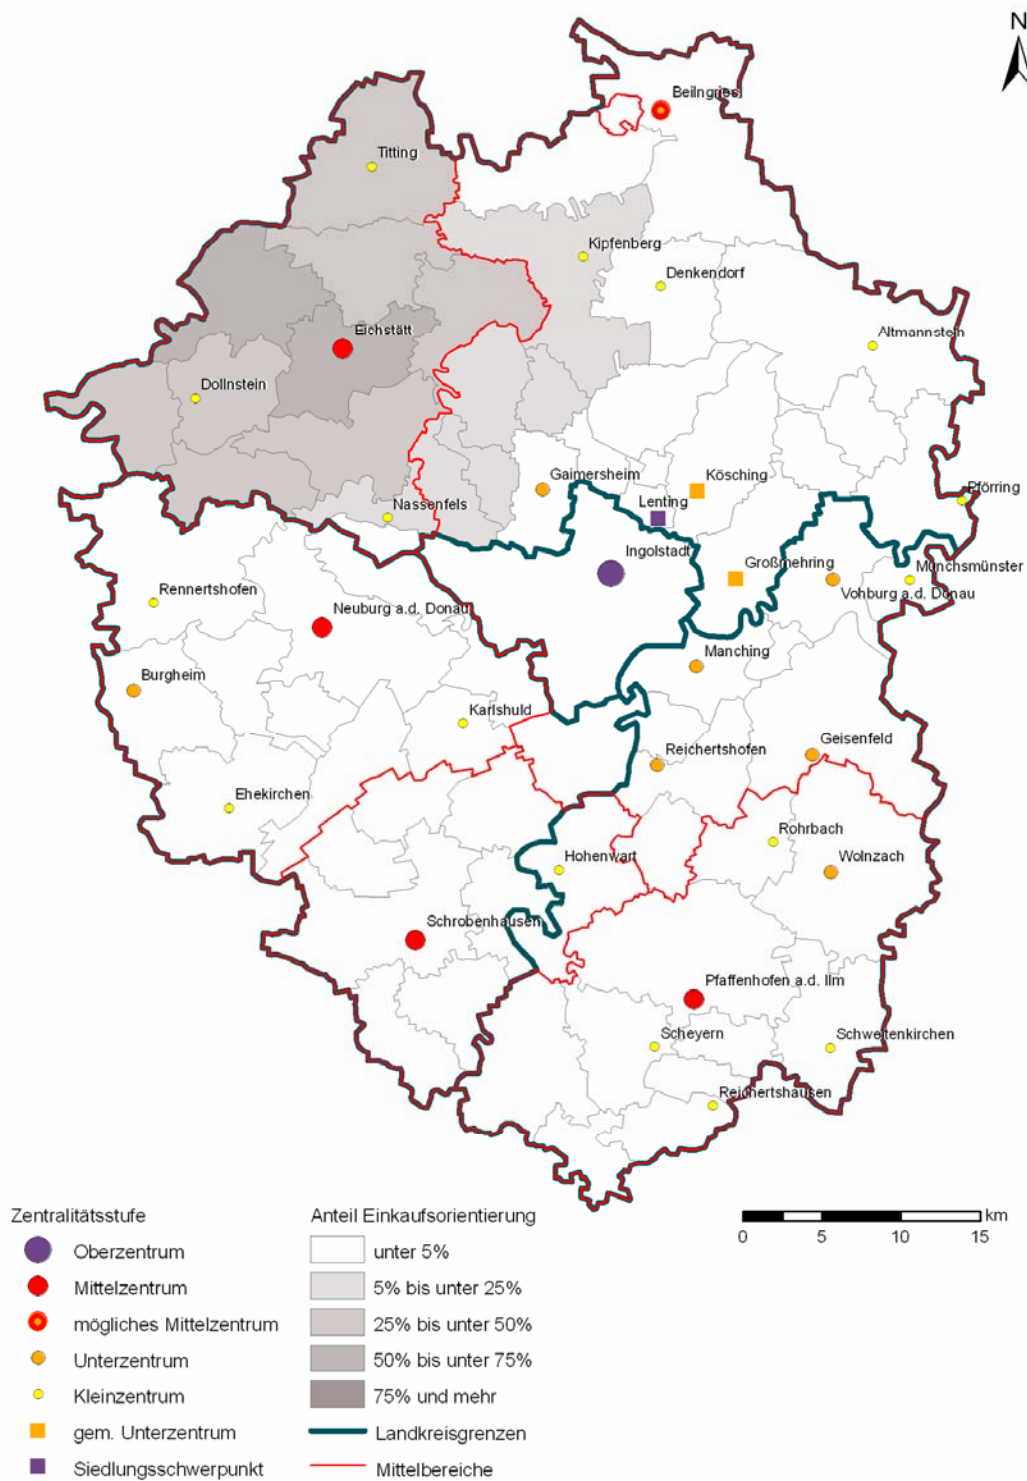 N
Beilngries
Titting
Kipfenberg
Denkendorf
Eichstätt
Altmannstein
Dollnstein
Gaimersheim
Kösching
Pförring
Lenting
Nassenfels
Ingolstadt
Großmehring
Münchsmünster
Vohburg a.d. Donau
Rennertshofen
Neuburg a.d. Donau
Manching
Burgheim
Karlshuld
Reichertshofen
Geisenfeld
Ehekirchen
Rohrbach
Hohenwart
Wolnzach
Schrobenhausen
Pfaffenhofen a.d. Ilm
Scheyern
Schweitenkirchen
Reichertshausen
km
0 5 10 15
Zentralitätsstufe
Oberzentrum
Mittelzentrum
mögliches Mittelzentrum
Unterzentrum
Kleinzentrum
gem. Unterzentrum
Siedlungsschwerpunkt
Anteil Einkaufsorientierung
unter 5%
5% bis unter 25%
25% bis unter 50%
50% bis unter 75%
75% und mehr
Landkreisgrenzen
Mittelbereiche